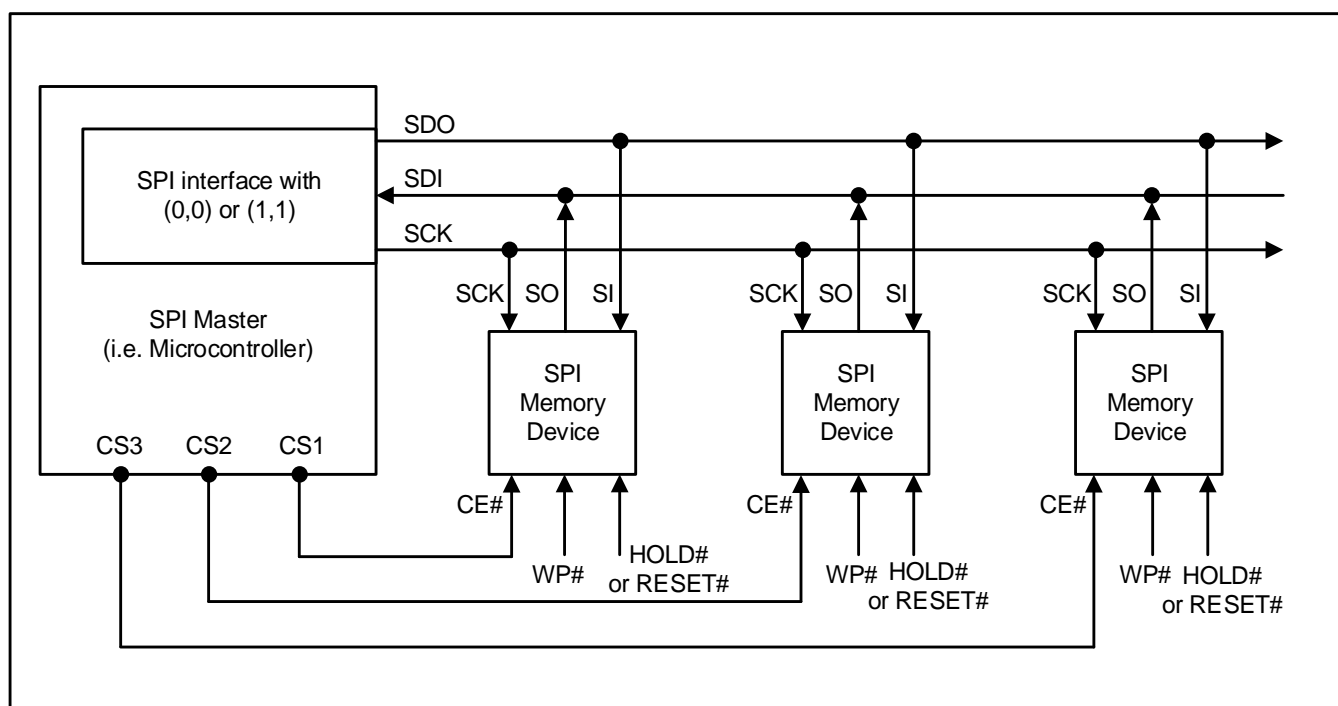 SDO
SDI
SCK
SPI interface with
(0,0) or (1,1)
SPI Master
(i.e. Microcontroller)
CS3
CS2
CS1
SCK
SO
SI
SPI
Memory
Device
CE#
WP#
HOLD#
or RESET#
SCK
SO
SI
SPI
Memory
Device
CE#
WP#
HOLD#
or RESET#
SCK
SO
SI
SPI
Memory
Device
CE#
WP#
HOLD#
or RESET#